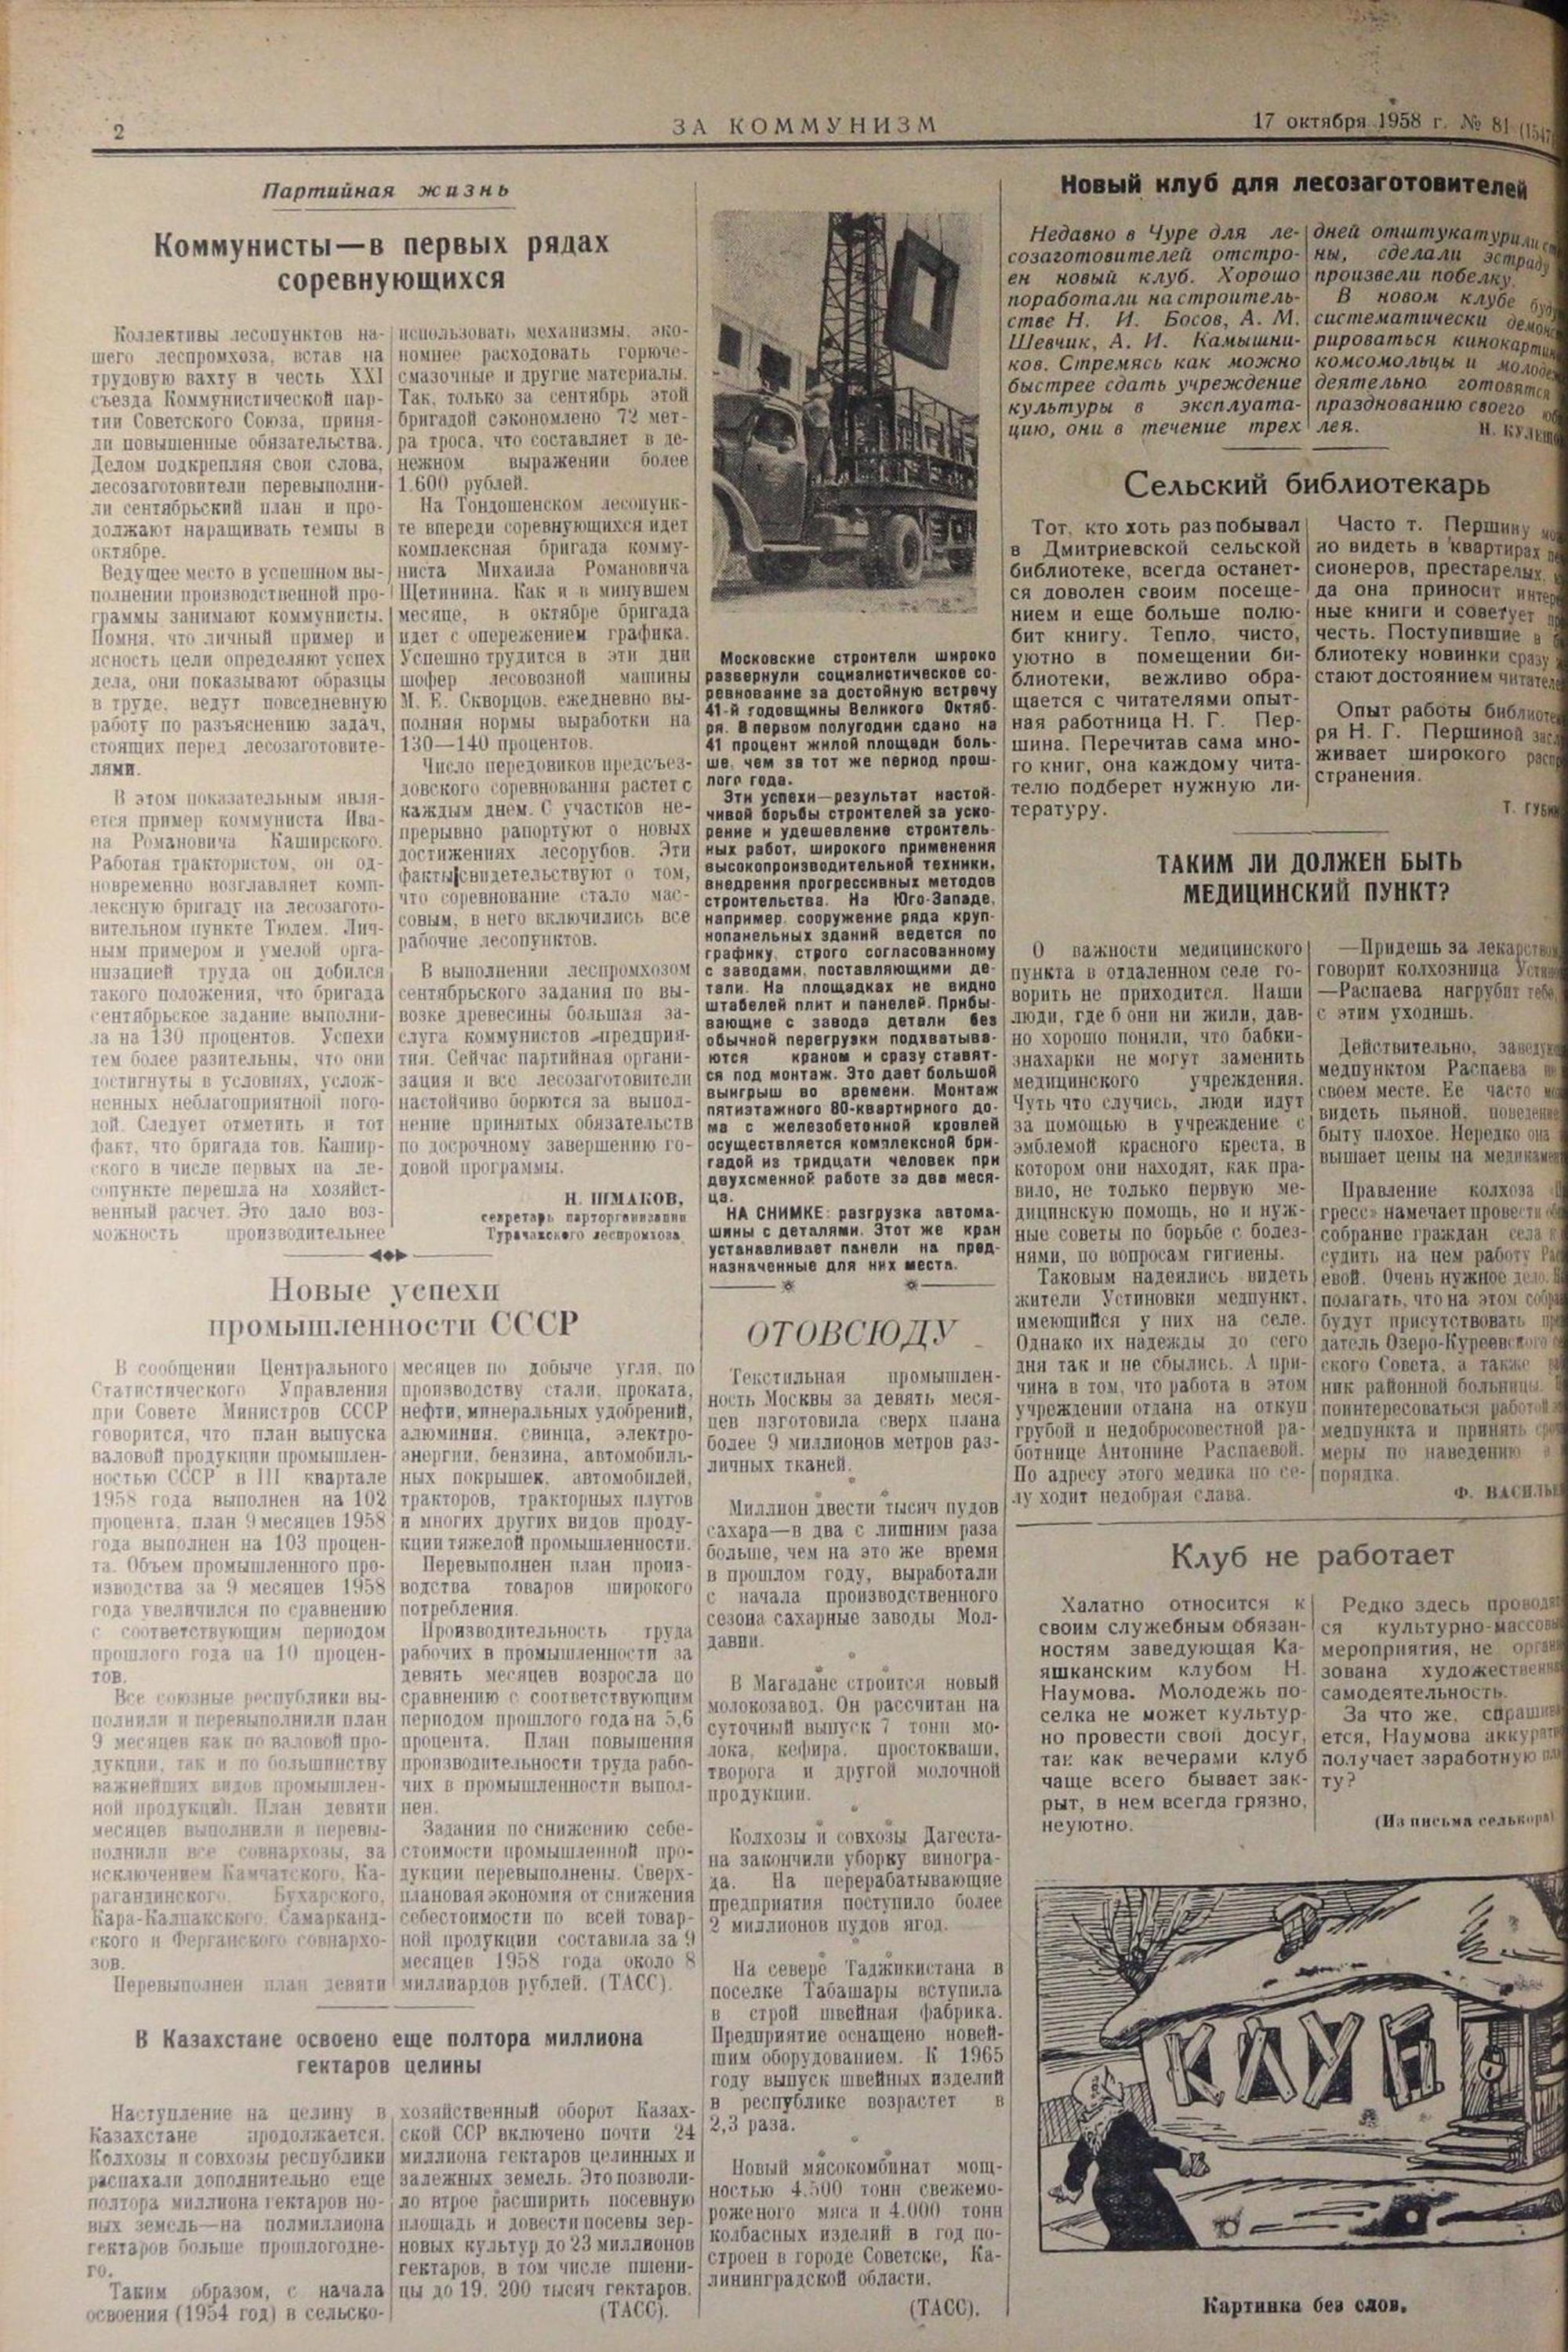 2
ЗА КОММУНИЗМ
17 октября 1958 г. № 81 (1547
Партийная жизнь
Коммунисты—в первых рядах
соревнующихся
Коллективы лесопунктов на-
шего леспромхоза, встав на
трудовую вахту в честь XXI
съезда Коммунистической пар-
тии Советского Союза, приня-
ли повышенные обязательства.
Делом подкрепляя свои слова,
лесозаготовители перевыполни-
ли сентябрьский план и про-
должают наращивать темпы в
октябре.
Ведущее место в успешном вы-
полнении производственной про-
граммы занимают коммунисты.
Помня, что личный пример и
ясность цели определяют успех
дела, они показывают образцы
в труде, ведут повседневную
работу по разъяснению задач,
стоящих перед лесозаготовите-
лями.
В этом показательным явля-
ется пример коммуниста Ива-
на Романовича Каширского.
Работая трактористом, он од-
новременно возглавляет комп-
лексную бригаду на лесозагото-
вительном пункте Тюлем. Лич-
ным примером и умелой орга-
низацией труда он добился
такого положения, что бригада
сентябрьское задание выполни-
ла на 130 процентов. Успехи
тем более разительны, что они
достигнуты в условиях, услож-
ненных неблагоприятной пого-
дой. Следует отметить и тот
факт, что бригада тов. Кашир-
ского в числе первых на ле-
сопункте перешла на хозяйст-
венный расчет. Это дало воз-
можность производительнее
использовать механизмы, эко-
номнее расходовать горюче-
смазочные и другие материалы.
Так, только за сентябрь этой
бригадой сэкономлено 72 мет-
ра троса, что составляет в де-
нежном выражении более
1.600 рублей.
На Тондошенском лесопунк-
те впереди соревнующихся идет
комплексная бригада комму-
ниста Михаила Романовича
Щетинина. Как и в минувшем
месяце, в октябре бригада
идет с опережением графика.
Успешно трудится в эти дни
шофер лесовозной машины
М. Е. Скворцов, ежедневно вы-
полняя нормы выработки на
130—140 процентов.
Число передовиков предсъез-
довского соревнования растет с
каждым днем. С участков не-
прерывно рапортуют о новых
достижениях лесорубов. Эти
факты свидетельствуют о том,
что соревнование стало мас-
совым, в него включились все
рабочие лесопунктов.
В выполнении леспромхозом
сентябрьского задания по вы-
возке древесины большая за-
слуга коммунистов предприя-
тия. Сейчас партийная органи-
зация и все лесозаготовители
настойчиво борются за выпол-
нение принятых обязательств
по досрочному завершению го-
довой программы.
Н. ШМАКОВ,
секретарь парторганизации
Турачакского леспромхоза.
Новые успехи
промышленности СССР
В сообщении Центрального
Статистического Управления
при Совете Министров СССР
говорится, что план выпуска
валовой продукции промышлен-
ностью СССР в III квартале
1958 года выполнен на 102
процента, план 9 месяцев 1958
года выполнен на 103 процен-
та. Объем промышленного про-
изводства за 9 месяцев 1958
года увеличился по сравнению
с соответствующим периодом
прошлого года на 10 процен-
тов.
Все союзные республики вы-
полнили и перевыполнили план
9 месяцев как по валовой про-
дукции, так и по большинству
важнейших видов промышлен-
ной продукций. План девяти
месяцев выполнили и перевы-
полнили все совнархозы, за
исключением Камчатского, Ка-
рагандинского, Бухарского,
Кара-Калпакского, Самарканд-
ского и Ферганского совнархо-
зов.
Перевыполнен план девяти
месяцев по добыче угля, по
производству стали, проката,
нефти, минеральных удобрений,
алюминия, свинца, электро-
энергии, бензина, автомобиль-
ных покрышек, автомобилей,
тракторов, тракторных плугов
и многих других видов проду-
кции тяжелой промышленности.
Перевыполнен план произ-
водства товаров широкого
потребления.
Производительность труда
рабочих в промышленности за
девять месяцев возросла по
сравнению с соответствующим
периодом прошлого года на 5,6
процента. План повышения
производительности труда рабо-
чих в промышленности выпол-
нен.
Задания по снижению себе-
стоимости промышленной про-
дукции перевыполнены. Сверх-
плановая экономия от снижения
себестоимости по всей товар-
ной продукции составила за 9
месяцев 1958 года около 8
миллиардов рублей. (ТАСС).
В Казахстане освоено еще полтора миллиона
гектаров целины
Наступление на целину в
Казахстане продолжается.
Колхозы и совхозы республики
распахали дополнительно еще
полтора миллиона гектаров но-
вых земель—на полмиллиона
гектаров больше прошлогодне-
го.
Таким образом, с начала
освоения (1954 год) в сельско-
хозяйственный оборот Казах-
ской ССР включено почти 24
миллиона гектаров целинных и
залежных земель. Это позволи-
ло втрое расширить посевную
площадь и довести посевы зер-
новых культур до 23 миллионов
гектаров, в том числе пшени-
цы до 19. 200 тысяч гектаров.
(ТАСС).
Московские строители широко
развернули социалистическое со-
ревнование за достойную встречу
41-й годовщины Великого Октяб-
ря. В первом полугодии сдано на
41 процент жилой площади боль-
ше, чем за тот же период прош-
лого года.
Эти успехи—результат настой-
чивой борьбы строителей за уско-
рение и удешевление строитель-
ных работ, широкого применения
высокопроизводительной техники,
внедрения прогрессивных методов
строительства. На Юго-Западе,
например, сооружение ряда круп-
нопанельных зданий ведется по
графику, строго согласованному
с заводами, поставляющими де-
тали. На площадках не видно
штабелей плит и панелей. Прибы-
вающие с завода детали без
обычной перегрузки подхватыва-
ются краном и сразу ставят-
ся под монтаж. Это дает большой
выигрыш во времени. Монтаж
пятиэтажного 80-квартирного до-
ма с железобетонной кровлей
осуществляется комплексной бри-
гадой из тридцати человек при
двухсменной работе за два меся-
ца.
НА СНИМКЕ: разгрузка автома-
шины с деталями. Этот же кран
устанавливает панели на пред-
назначенные для них места.
ОТОВСЮДУ
Текстильная промышлен-
ность Москвы за девять меся-
цев изготовила сверх плана
более 9 миллионов метров раз-
личных тканей.
Миллион двести тысяч пудов
сахара—в два с лишним раза
больше, чем на это же время
в прошлом году, выработали
с начала производственного
сезона сахарные заводы Мол-
давии.
В Магадане строится новый
молокозавод. Он рассчитан на
суточный выпуск 7 тонн мо-
лока, кефира, простокваши,
творога и другой молочной
продукции.
Колхозы и совхозы Дагеста-
на закончили уборку виногра-
да. На перерабатывающие
предприятия поступило более
2 миллионов пудов ягод.
На севере Таджикистана в
поселке Табашары вступила
в строй швейная фабрика.
Предприятие оснащено новей-
шим оборудованием. К 1965
году выпуск швейных изделий
в республике возрастет в
2,3 раза.
Новый мясокомбинат мощ-
ностью 4.500 тонн свежемо-
роженого мяса и 4.000 тонн
колбасных изделий в год по-
строен в городе Советске, Ка-
лининградской области.
(ТАСС).
Новый клуб для лесозаготовителей
Недавно в Чуре для ле-
созаготовителей отстро-
ен новый клуб. Хорошо
поработали на строитель-
стве Н. И. Босов, А. М.
Шевчик, А. И. Камышни-
ков. Стремясь как можно
быстрее сдать учреждение
культуры в эксплуата-
цию, они в течение трех
дней отштукатурили
ны, сделали эстраду
произвели побелку.
В новом клубе
систематически
рироваться
комсомольцы и
деятельно готовятся
празднованию своего
лея.
Сельский библиотекарь
Тот, кто хоть раз побывал
в Дмитриевской сельской
библиотеке, всегда останет-
ся доволен своим посеще-
нием и еще больше полю-
бит книгу. Тепло, чисто,
уютно в помещении би-
блиотеки, вежливо обра-
щается с читателями опыт-
ная работница Н. Г. Пер-
шина. Перечитав сама мно-
го книг, она каждому чита-
телю подберет нужную ли-
тературу.
Часто т. Першину
но видеть в квартирах
сионеров, престарелых,
да она приносит
ные книги и советует
честь. Поступившие в
блиотеку новинки сразу
стают достоянием
Опыт работы
ря Н. Г. Першиной
живает широкого
странения.
Т.
ТАКИМ ЛИ ДОЛЖЕН БЫТЬ
МЕДИЦИНСКИЙ ПУНКТ?
О важности медицинского
пункта в отдаленном селе го-
ворить не приходится. Наши
люди, где б они ни жили, дав-
но хорошо поняли, что бабки-
знахарки не могут заменить
медицинского учреждения.
Чуть что случись, люди идут
за помощью в учреждение с
эмблемой красного креста, в
котором они находят, как пра-
вило, не только первую ме-
дицинскую помощь, но и нуж-
ные советы по борьбе с болез-
нями, по вопросам гигиены.
Таковым надеялись видеть
жители Устиновки медпункт,
имеющийся у них на селе.
Однако их надежды до сего
дня так и не сбылись. А при-
чина в том, что работа в этом
учреждении отдана на откуп
грубой и недобросовестной ра-
ботнице Антонине Распаевой.
По адресу этого медика по се-
лу ходит недобрая слава.
—Придешь за
говорит колхозница
—Распаева нагрубит тебе,
с этим уходишь.
Действительно,
медпунктом Распаева
своем месте. Ее часто
видеть пьяной,
быту плохое. Нередко она
вышает цены на
Правление колхоза
гресс» намечает провести
собрание граждан села
судить на нем работу
евой. Очень нужное дело.
полагать, что на этом
будут присутствовать
датель Озеро-Куреевского
ского Совета, а также
ник районной больницы.
поинтересоваться работой
медпункта и принять
меры по наведению
порядка.
Клуб не работает
Халатно относится к
своим служебным обязан-
ностям заведующая Ка-
яшканским клубом Н.
Наумова. Молодежь по-
селка не может культур-
но провести свой досуг,
так как вечерами клуб
чаще всего бывает зак-
рыт, в нем всегда грязно,
неуютно.
Редко здесь
ся культурно-массовые
мероприятия, не
зована
самодеятельность.
За что же,
ется, Наумова
получает заработную
ту?
(Из письма селькора)
КЛУБ
Картинка без слов.